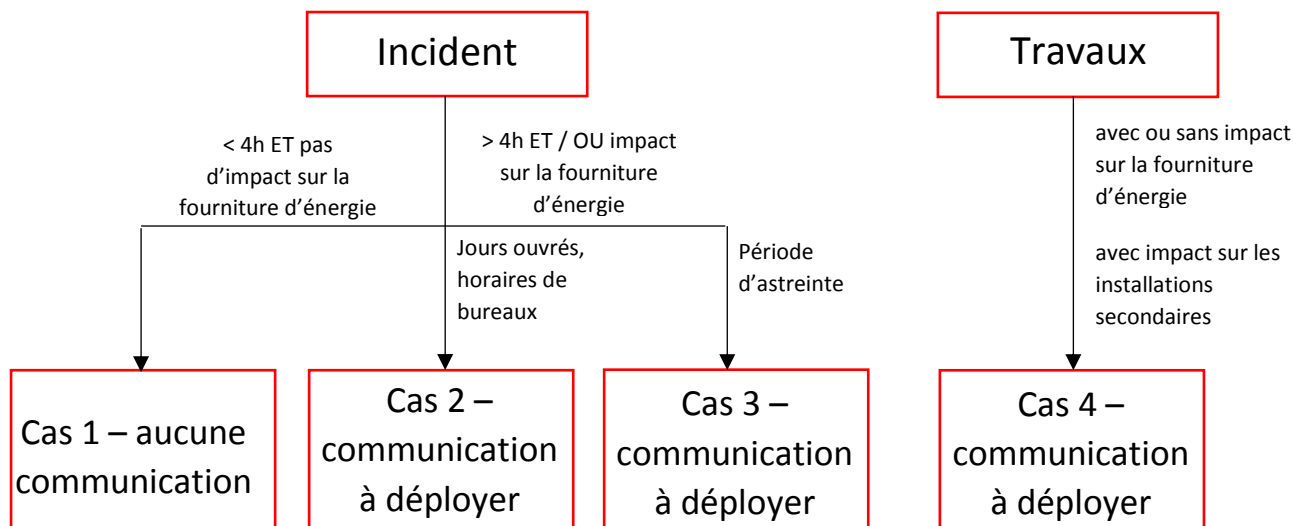 Incident
Travaux
< 4h ET pas
d’impact sur la
fourniture d’énergie
> 4h ET / OU impact
sur la fourniture
d’énergie
avec ou sans impact
sur la fourniture
d’énergie
Jours ouvrés,
horaires de
bureaux
Période
d’astreinte
avec impact sur les
installations
secondaires
Cas 1 – aucune
communication
Cas 2 –
communication
à déployer
Cas 3 –
communication
à déployer
Cas 4 –
communication
à déployer